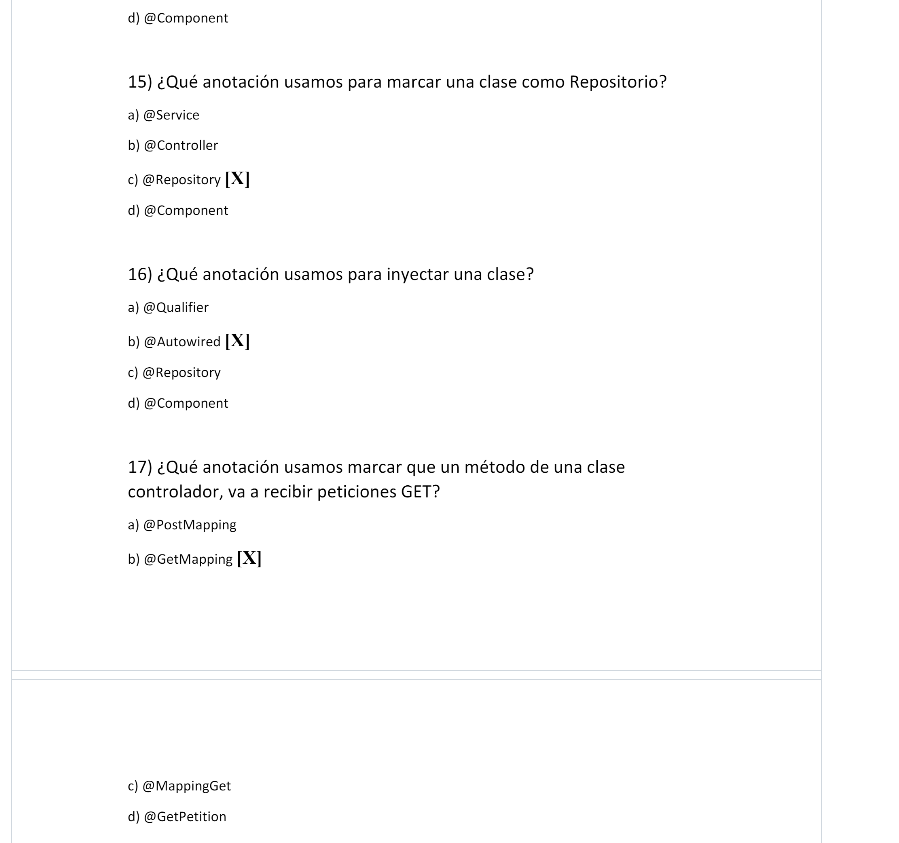 d) @Component
15) ¿Qué anotación usamos para marcar una clase como Repositorio?
a) @Service
b) @Controller
c) @Repository [X]
d) @Component
16) ¿Qué anotación usamos para inyectar una clase?
a) @Qualifier
b) @Autowired [X]
c) @Repository
d) @Component
17) ¿Qué anotación usamos marcar que un método de una clase
controlador, va a recibir peticiones GET?
a) @PostMapping
b) @GetMapping [X]
c) @MappingGet
d) @GetPetition